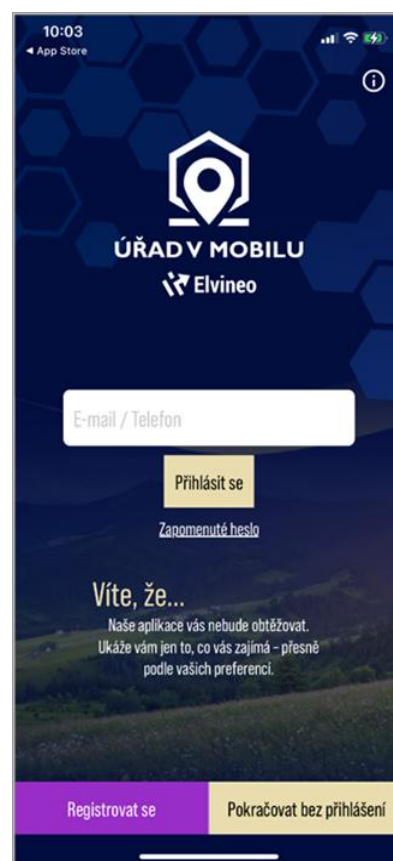 10:03
App Store
ÚŘAD V MOBILU
Elvineo
E-mail / Telefon
Přihlásit se
Zapomenuté heslo
Víte, že...
Naše aplikace vás nebude obtěžovat.
Ukáže vám jen to, co vás zajímá – přesně
podle vašich preferencí.
Registrovat se
Pokračovat bez přihlášení